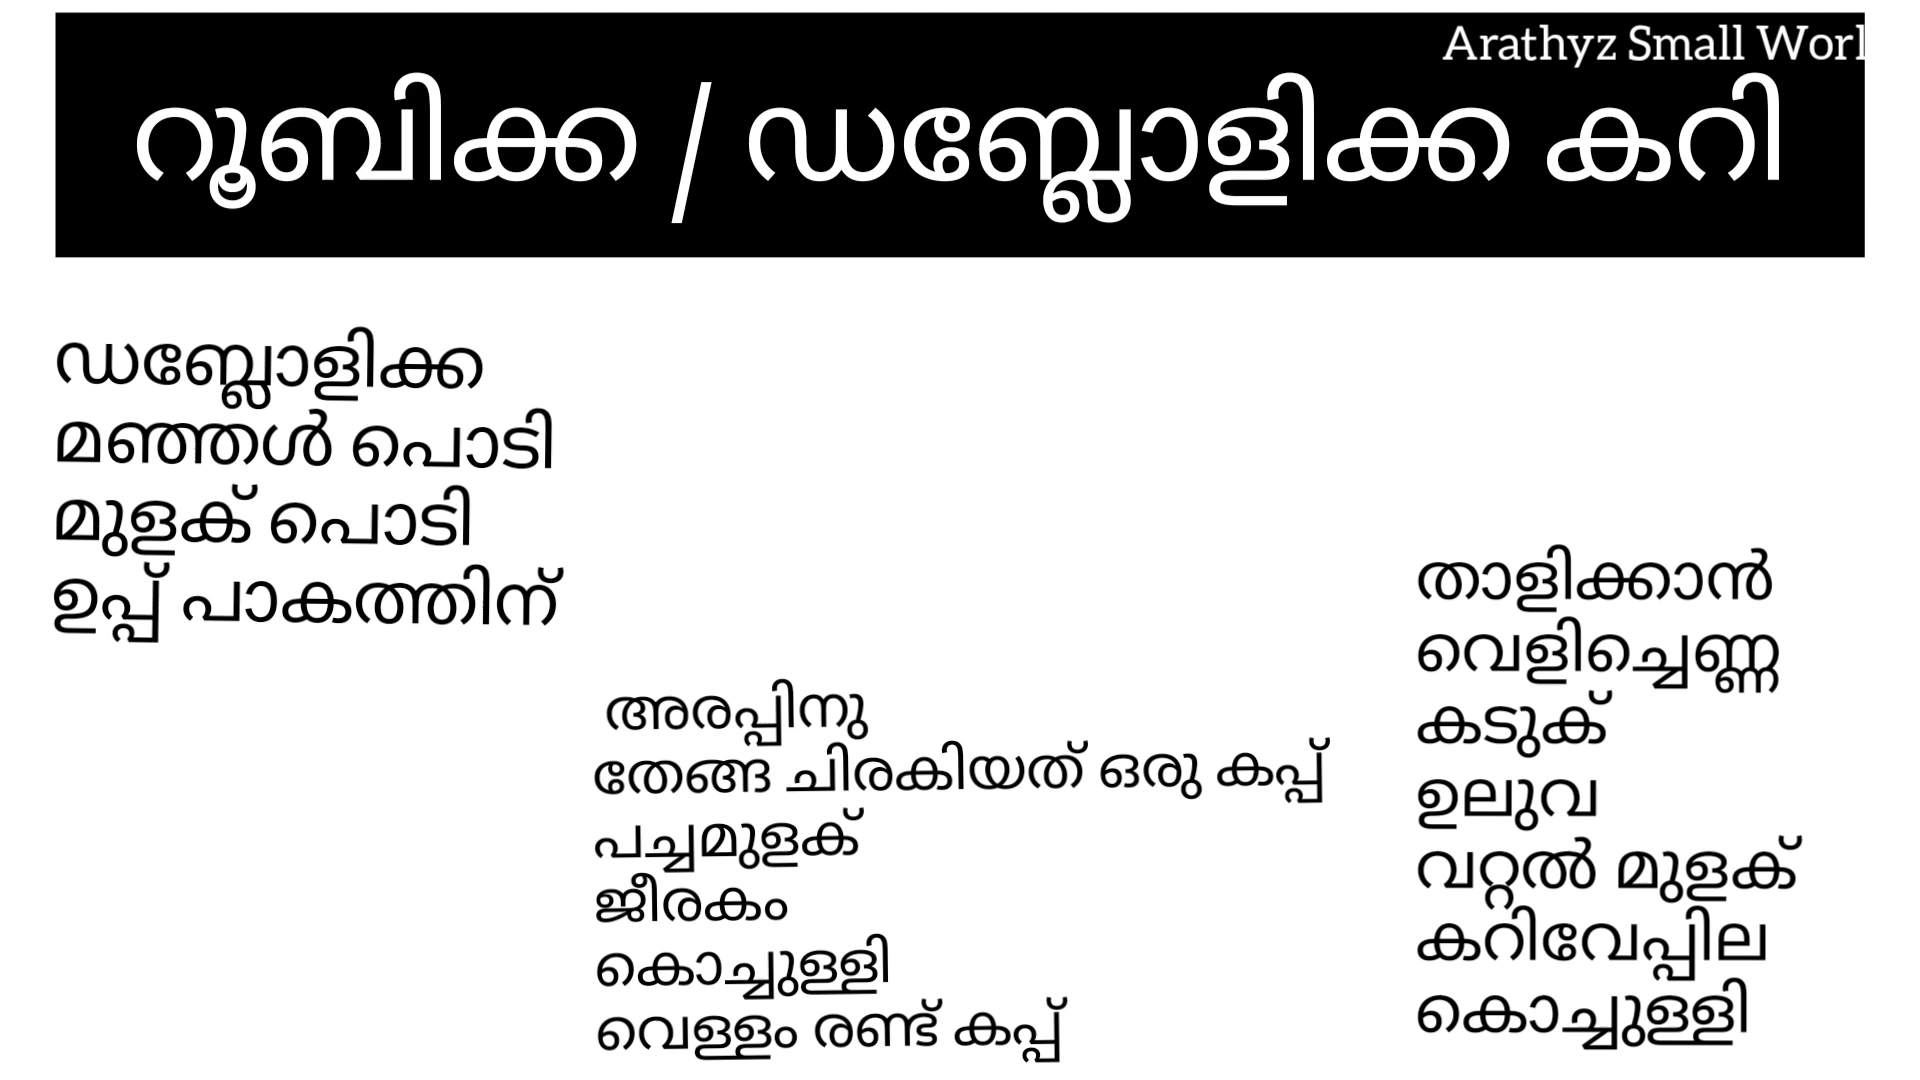 Arathyz Small Worl
റൂബിക്ക / ഡബ്ലോളിക്ക കറി
ഡബ്ലോളിക്ക
മഞ്ഞൾ പൊടി
മുളക് പൊടി
ഉപ്പ് പാകത്തിന്
അരപ്പിനു
തേങ്ങ ചിരകിയത് ഒരു കപ്പ്
പച്ചമുളക്
ജീരകം
കൊച്ചുള്ളി
വെള്ളം രണ്ട് കപ്പ്
താളിക്കാൻ
വെളിച്ചെണ്ണ
കടുക്
ഉലുവ
വറ്റൽ മുളക്
കറിവേപ്പില
കൊച്ചുള്ളി